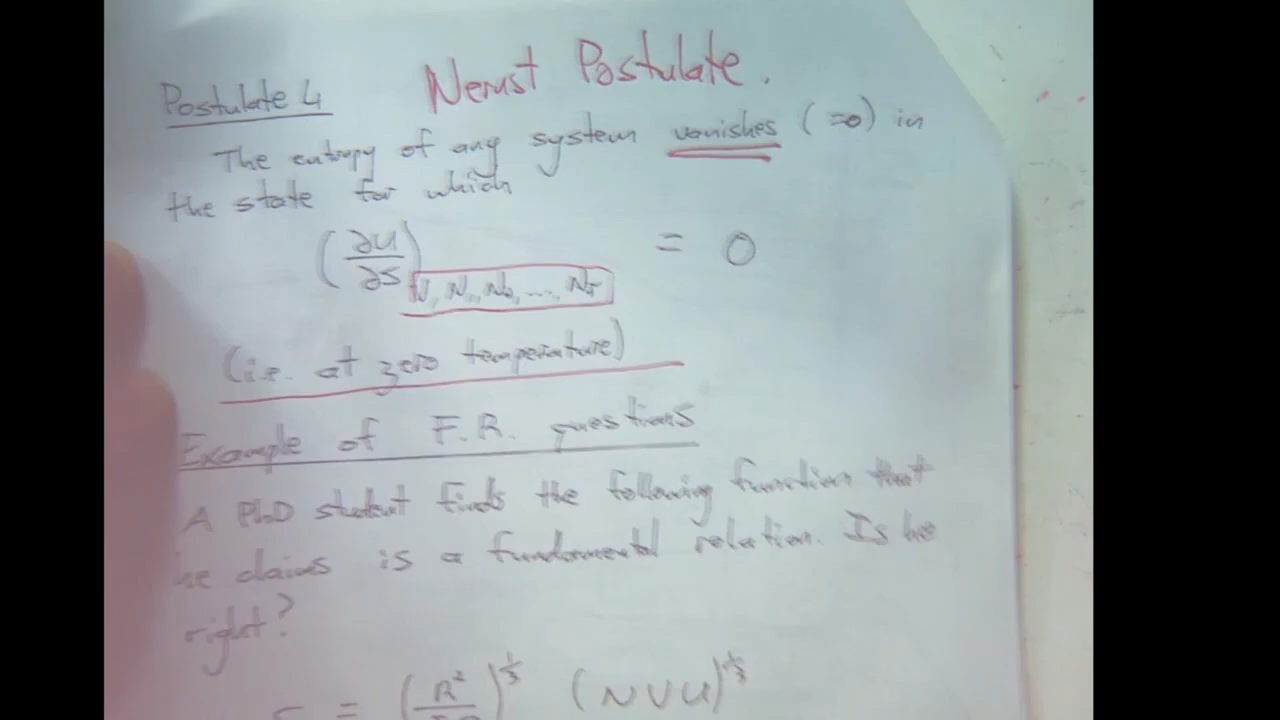 Nernst Postulate.
Postulate 4
The entropy of any system vanishes (=0) in
the state for which
(∂U/∂S) V, N₁, N₂, ..., Nr = 0
(i.e. at zero temperature)
Example of F.R. questions
A PhD student finds the following function that
he claims is a fundamental relation. Is he
right?
= (R²/ )^⅓ (NVU)^⅓